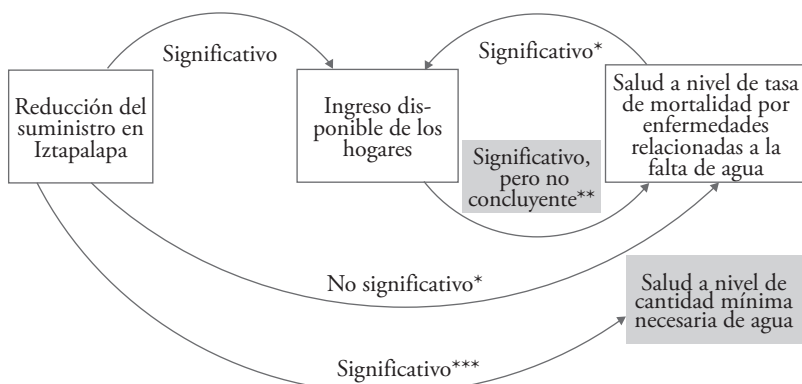 Significativo
Significativo*
Reducción del
suministro en
Iztapalapa
Ingreso dis-
ponible de los
hogares
Salud a nivel de tasa
de mortalidad por
enfermedades
relacionadas a la
falta de agua
Significativo,
pero no
concluyente**
No significativo*
Salud a nivel de
cantidad mínima
necesaria de agua
Significativo***